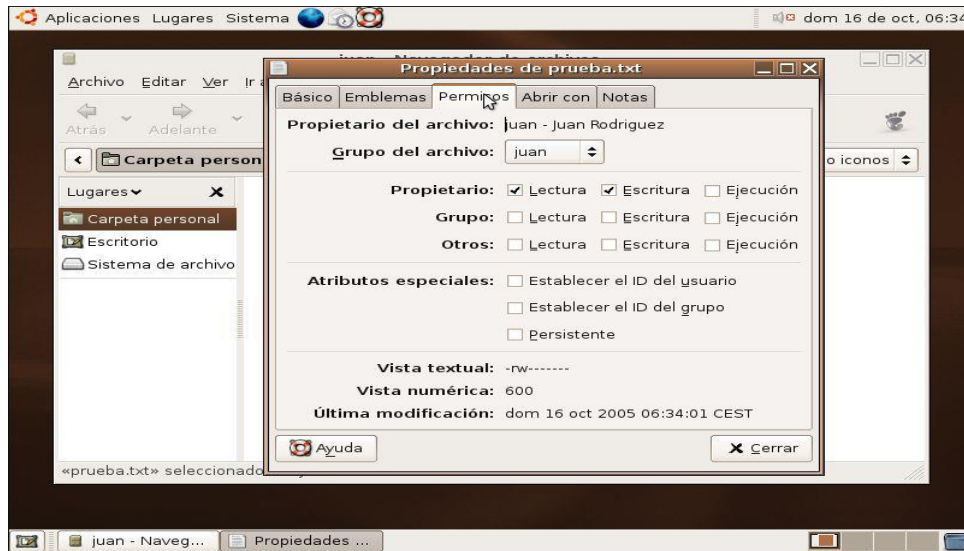 Aplicaciones Lugares Sistema dom 16 de oct, 06:34
Propiedades de prueba.txt
Archivo Editar Ver Ir a
Atrás Adelante
Carpeta person
o iconos
Lugares
Carpeta personal
Escritorio
Sistema de archivo
Básico Emblemas Permisos Abrir con Notas
Propietario del archivo: juan - Juan Rodriguez
Grupo del archivo: juan
Propietario: Lectura Escritura Ejecución
Grupo: Lectura Escritura Ejecución
Otros: Lectura Escritura Ejecución
Atributos especiales: Establecer el ID del usuario
Establecer el ID del grupo
Persistente
Vista textual: -rw-------
Vista numérica: 600
Última modificación: dom 16 oct 2005 06:34:01 CEST
Ayuda Cerrar
«prueba.txt» seleccionado
juan - Naveg... Propiedades ...